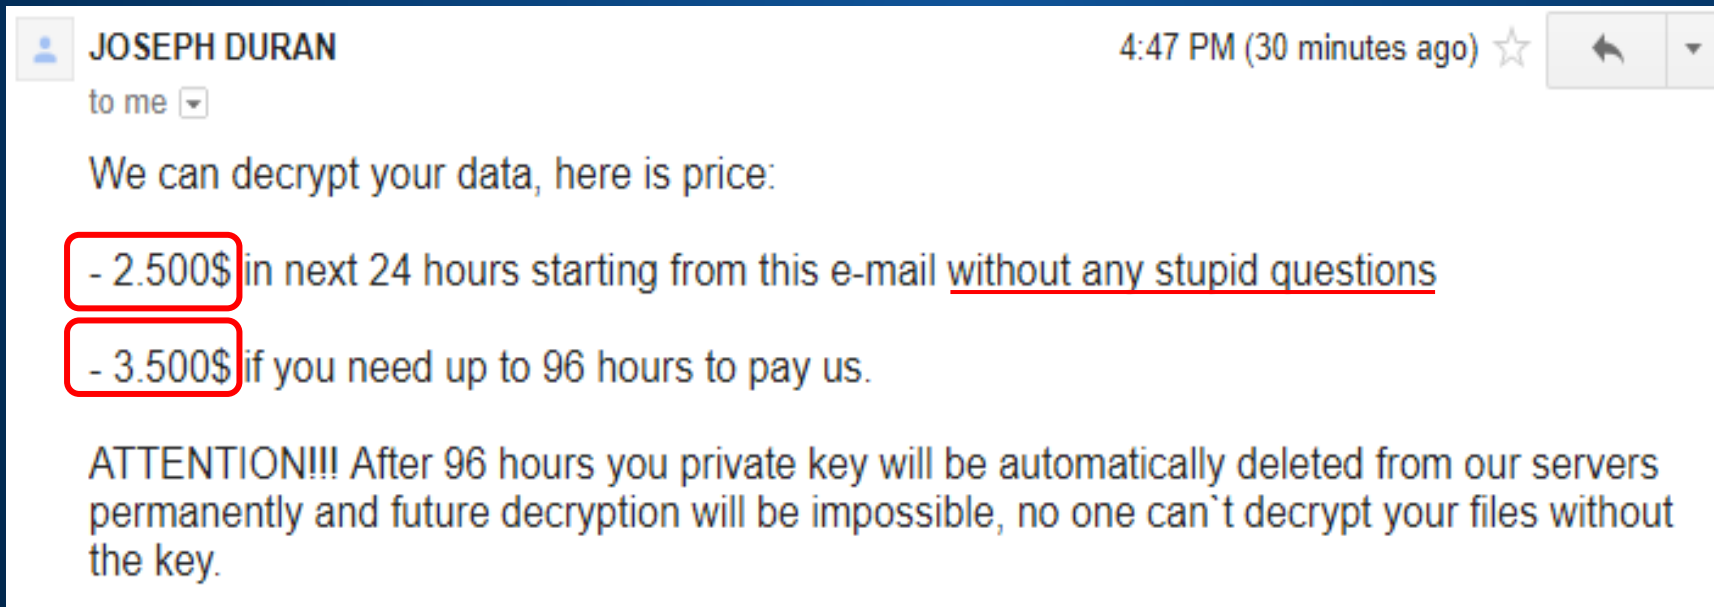 JOSEPH DURAN
4:47 PM (30 minutes ago)
to me
We can decrypt your data, here is price:
- 2.500$ in next 24 hours starting from this e-mail without any stupid questions
- 3.500$ if you need up to 96 hours to pay us.
ATTENTION!!! After 96 hours you private key will be automatically deleted from our servers
permanently and future decryption will be impossible, no one can`t decrypt your files without
the key.